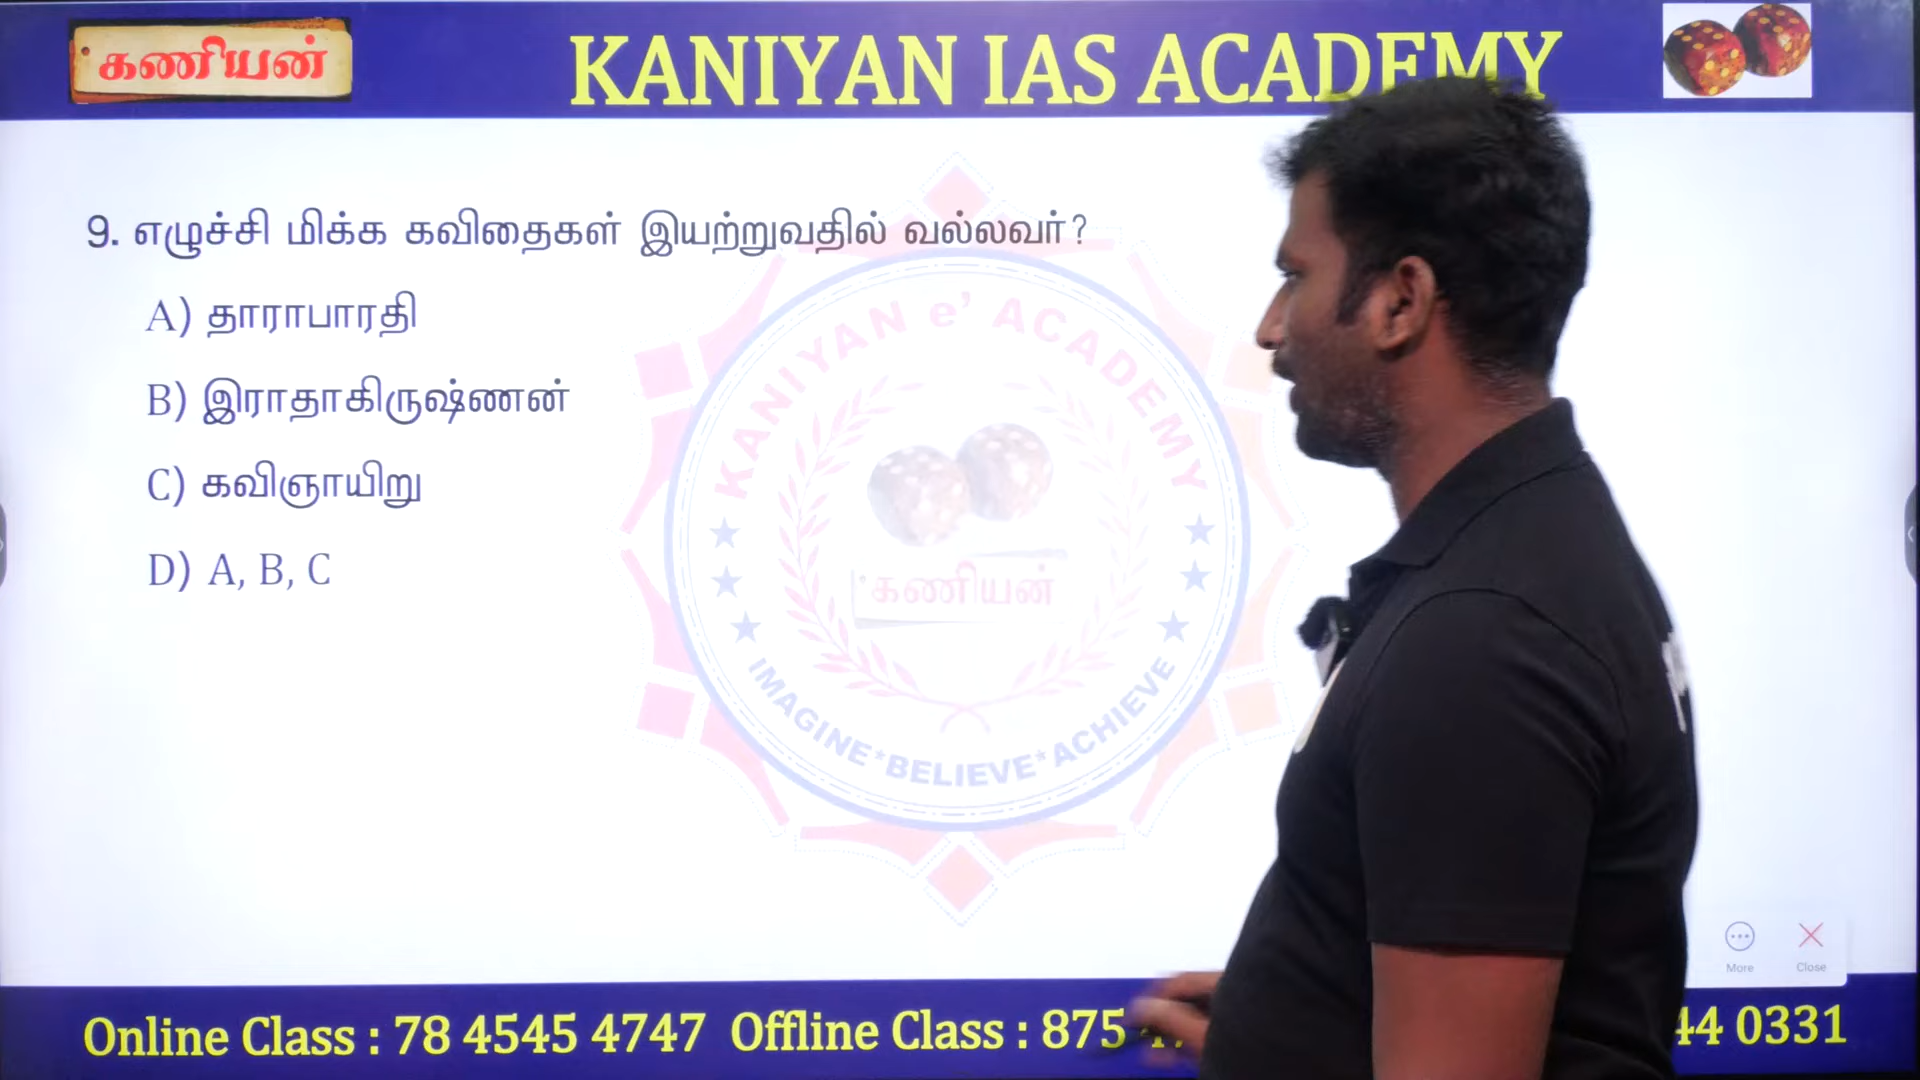 கணியன்
KANIYAN IAS ACADEMY
9. எழுச்சி மிக்க கவிதைகள் இயற்றுவதில் வல்லவர்?
A) தாராபாரதி
B) இராதாகிருஷ்ணன்
C) கவிஞாயிறு
D) A, B, C
KANIYAN e' ACADEMY
கணியன்
IMAGINE*BELIEVE*ACHIEVE
More
Close
Online Class : 78 4545 4747 Offline Class : 875
44 0331